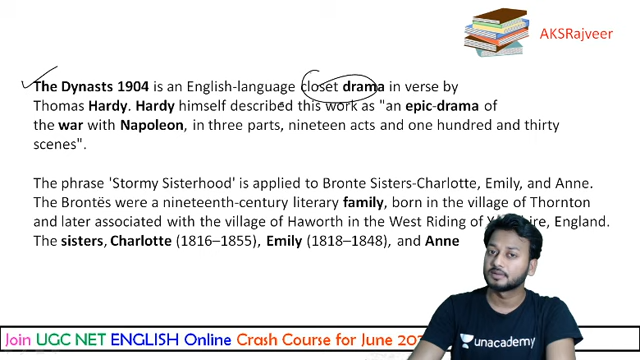 AKSRajveer
The Dynasts 1904 is an English-language closet drama in verse by
Thomas Hardy. Hardy himself described this work as "an epic-drama of
the war with Napoleon, in three parts, nineteen acts and one hundred and thirty
scenes".
The phrase 'Stormy Sisterhood' is applied to Bronte Sisters-Charlotte, Emily, and Anne.
The Brontës were a nineteenth-century literary family, born in the village of Thornton
and later associated with the village of Haworth in the West Riding of England.
The sisters, Charlotte (1816–1855), Emily (1818–1848), and Anne
Join UGC NET ENGLISH Online Crash Course for June
unacademy